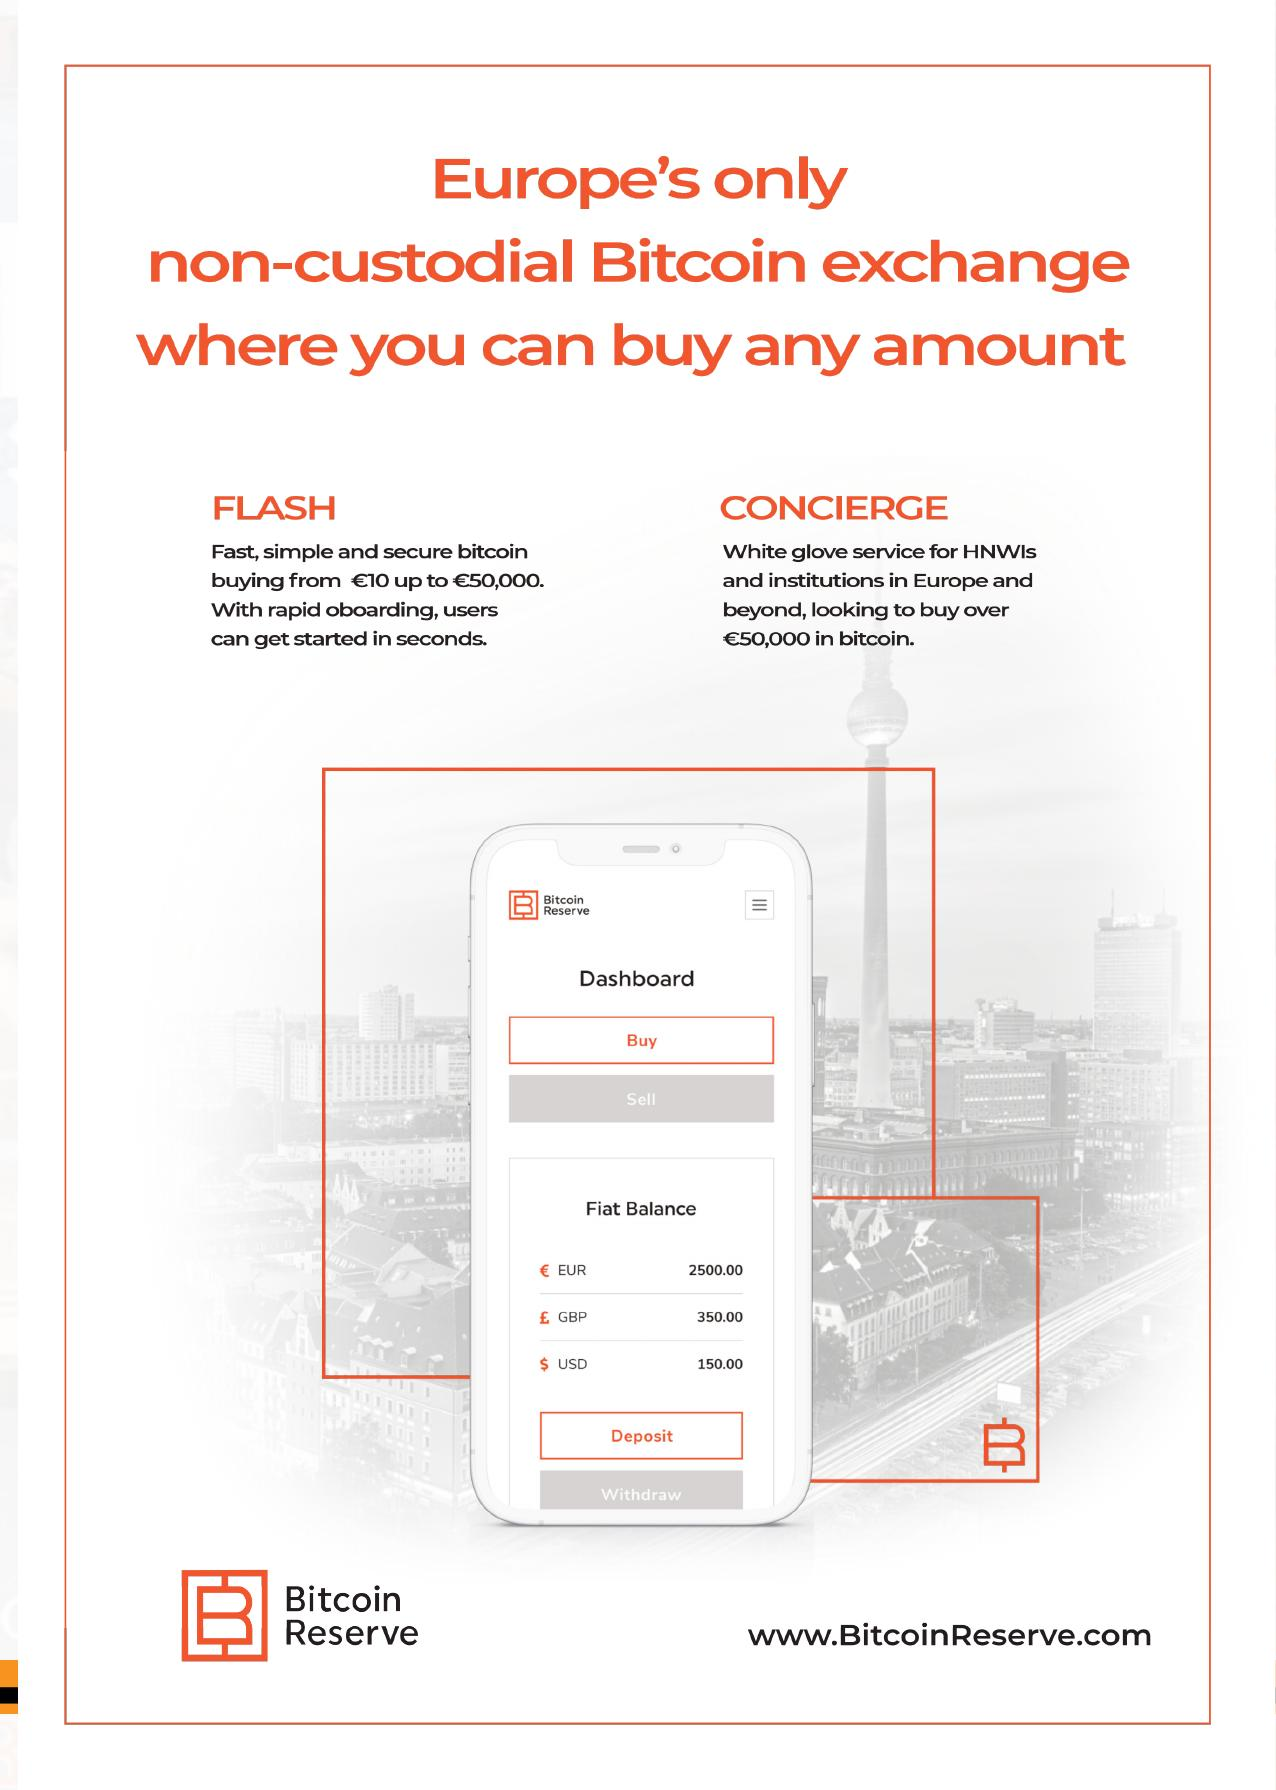 Europe’s only
non-custodial Bitcoin exchange
where you can buy any amount
FLASH
Fast, simple and secure bitcoin
buying from  €10 up to €50,000.
With rapid oboarding, users
can get started in seconds.
CONCIERGE
White glove service for HNWIs
and institutions in Europe and
beyond, looking to buy over
€50,000 in bitcoin.
Bitcoin
Reserve
Dashboard
Buy
Sell
Fiat Balance
€ EUR 2500.00
£ GBP 350.00
$ USD 150.00
Deposit
Withdraw
Bitcoin
Reserve
www.BitcoinReserve.com